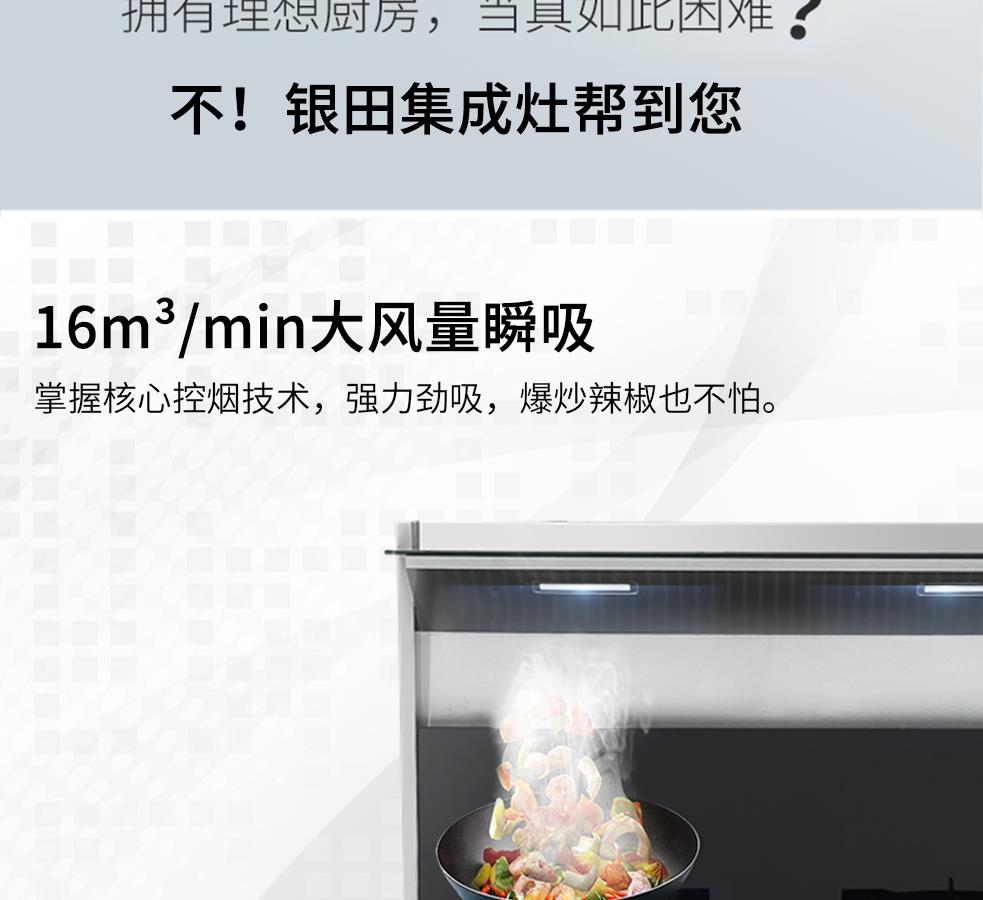 拥有理想厨房，当真如此困难？
不！银田集成灶帮到您
16m³/min大风量瞬吸
掌握核心控烟技术，强力劲吸，爆炒辣椒也不怕。